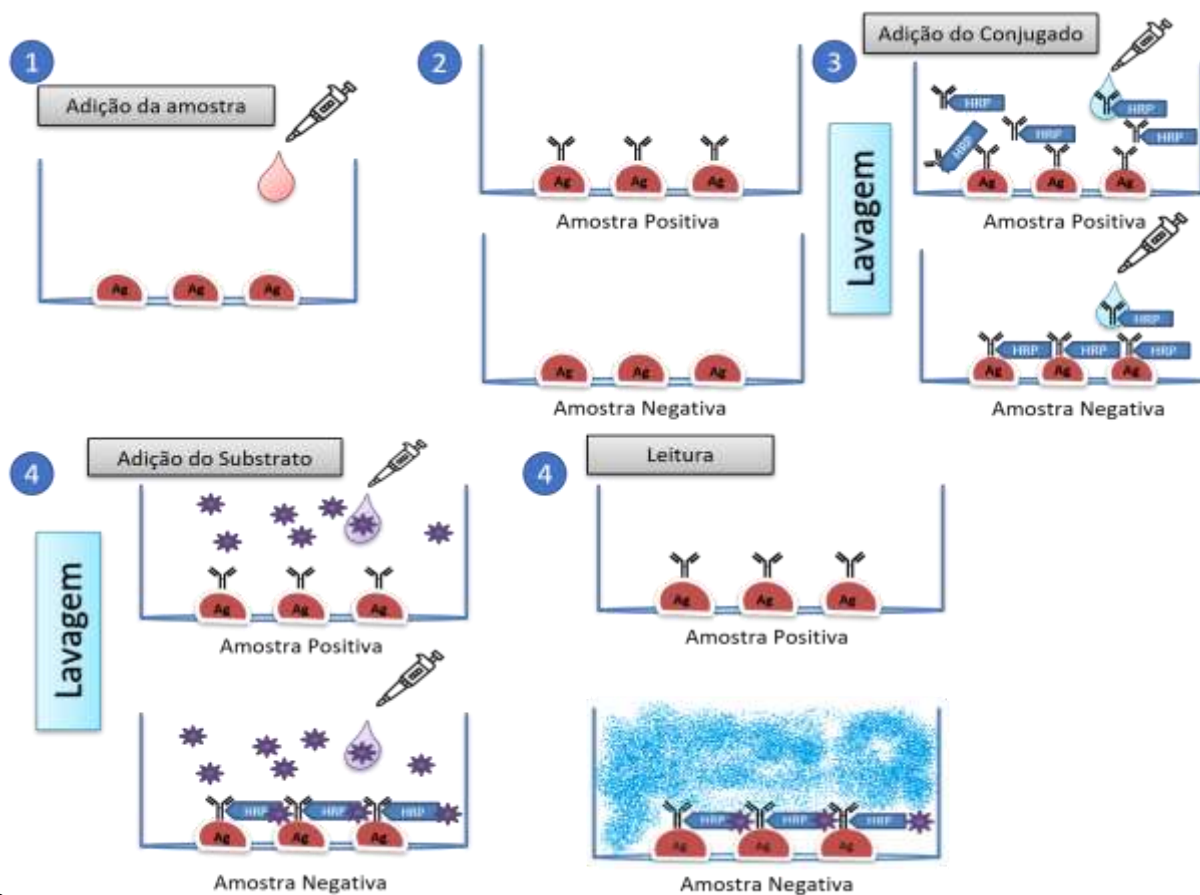 1
Adição da amostra
Ag Ag Ag
2
Ag Ag Ag
Amostra Positiva
Ag Ag Ag
Amostra Negativa
3
Adição do Conjugado
Lavagem
HRP
HRP
HRP
HRP
HRP
Ag Ag Ag
Amostra Positiva
HRP
HRP HRP HRP
Ag Ag Ag
Amostra Negativa
4
Adição do Substrato
Lavagem
Ag Ag Ag
Amostra Positiva
HRP HRP HRP
Ag Ag Ag
Amostra Negativa
4
Leitura
Ag Ag Ag
Amostra Positiva
HRP HRP HRP
Ag Ag Ag
Amostra Negativa